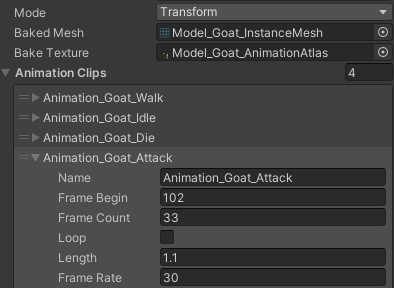 Mode Transform
Baked Mesh Model_Goat_InstanceMesh
Bake Texture Model_Goat_AnimationAtlas
Animation Clips 4
Animation_Goat_Walk
Animation_Goat_Idle
Animation_Goat_Die
Animation_Goat_Attack
Name Animation_Goat_Attack
Frame Begin 102
Frame Count 33
Loop
Length 1.1
Frame Rate 30